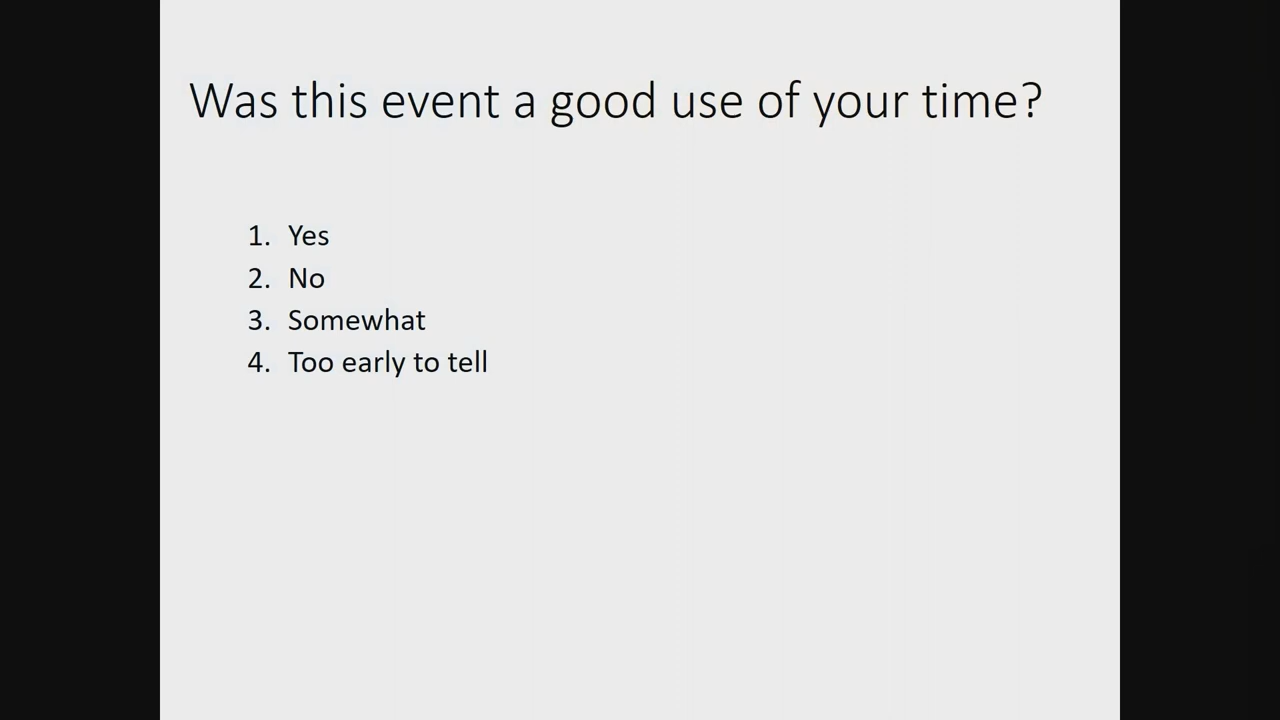 Was this event a good use of your time?
1. Yes
2. No
3. Somewhat
4. Too early to tell